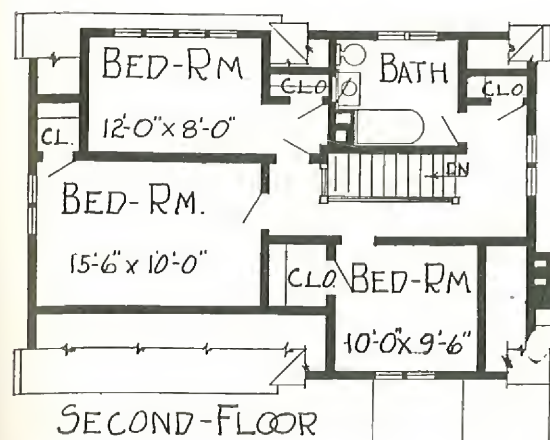 BED-RM
12'-0" x 8'-0"
CLO
BATH
CLO
CL.
DN
BED-RM.
15'-6" x 10'-0"
CLO.
BED-RM
10'-0" x 9'-6"
SECOND-FLOOR